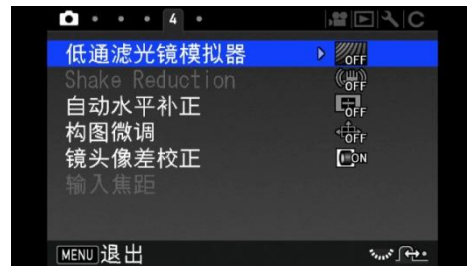 4 C
低通滤光镜模拟器 OFF
Shake Reduction OFF
自动水平补正 OFF
构图微调 OFF
镜头像差校正 ON
输入焦距
MENU 退出